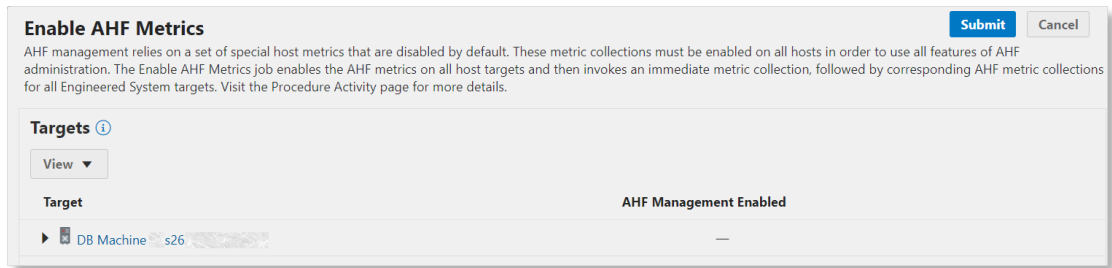 Enable AHF Metrics
Submit
Cancel
AHF management relies on a set of special host metrics that are disabled by default. These metric collections must be enabled on all hosts in order to use all features of AHF
administration. The Enable AHF Metrics job enables the AHF metrics on all host targets and then invokes an immediate metric collection, followed by corresponding AHF metric collections
for all Engineered System targets. Visit the Procedure Activity page for more details.
Targets
View
Target AHF Management Enabled
DB Machine s26 —